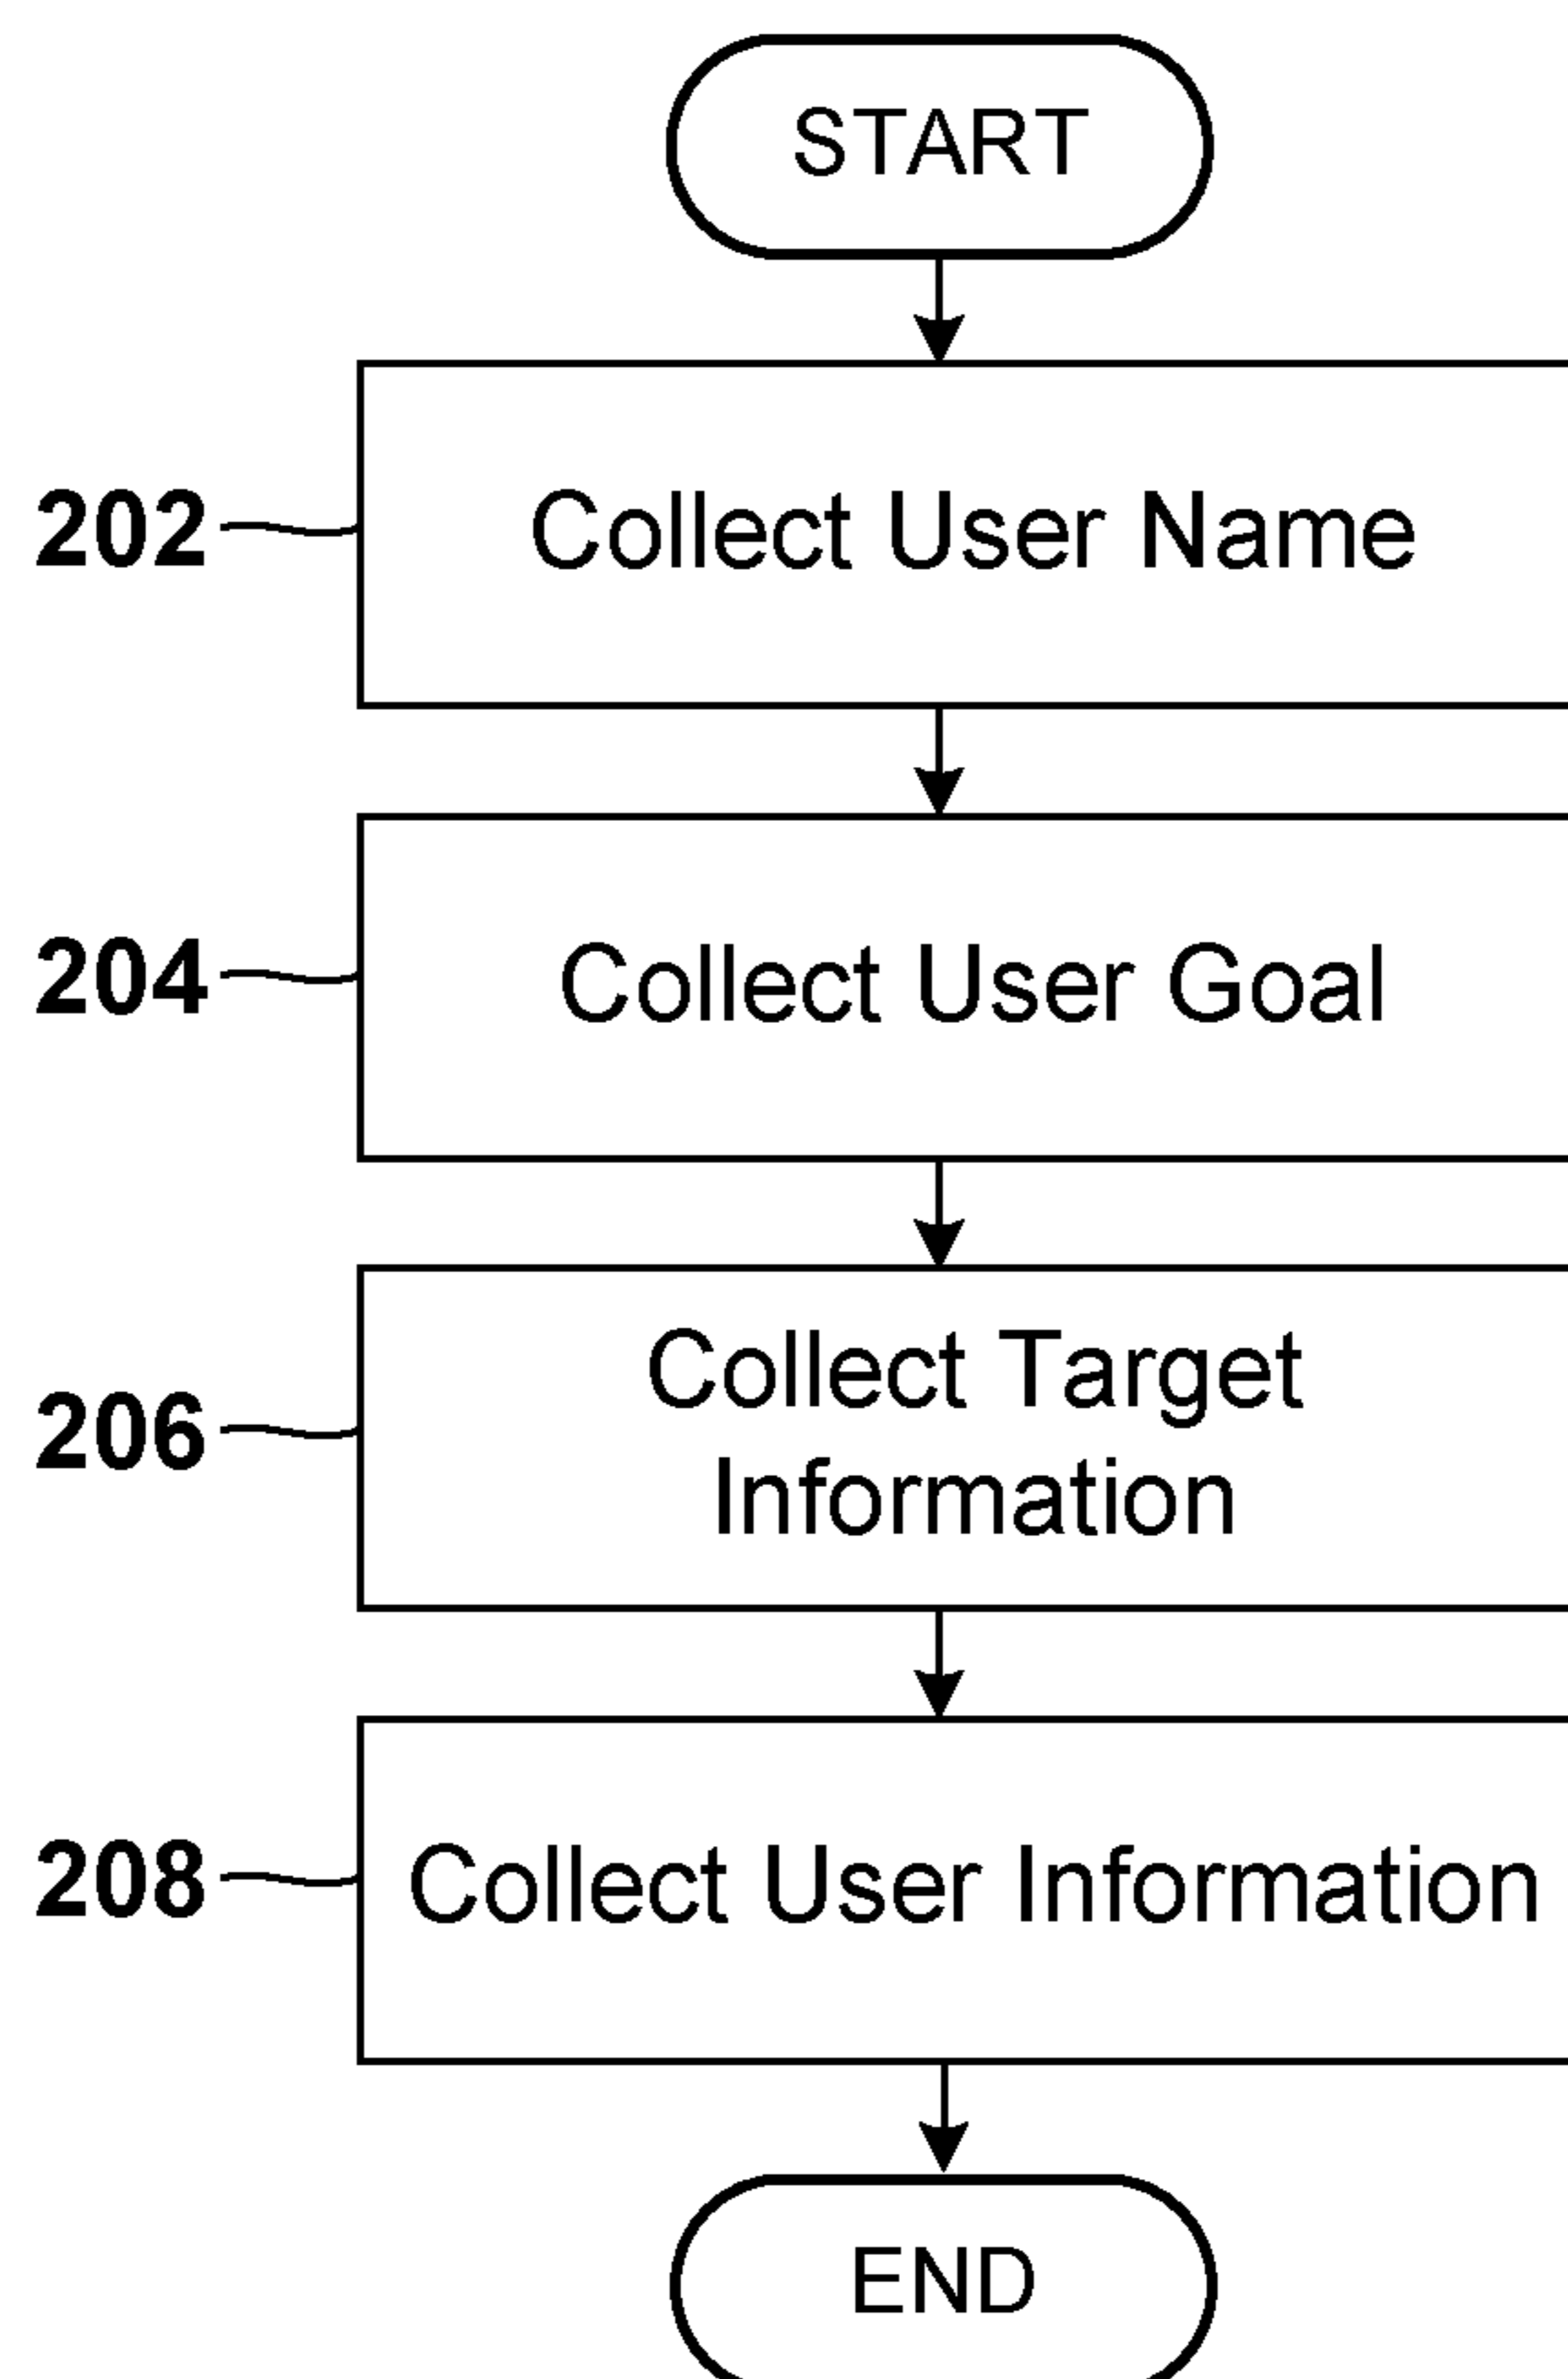 START
202 Collect User Name
204 Collect User Goal
206 Collect Target
Information
208 Collect User Information
END